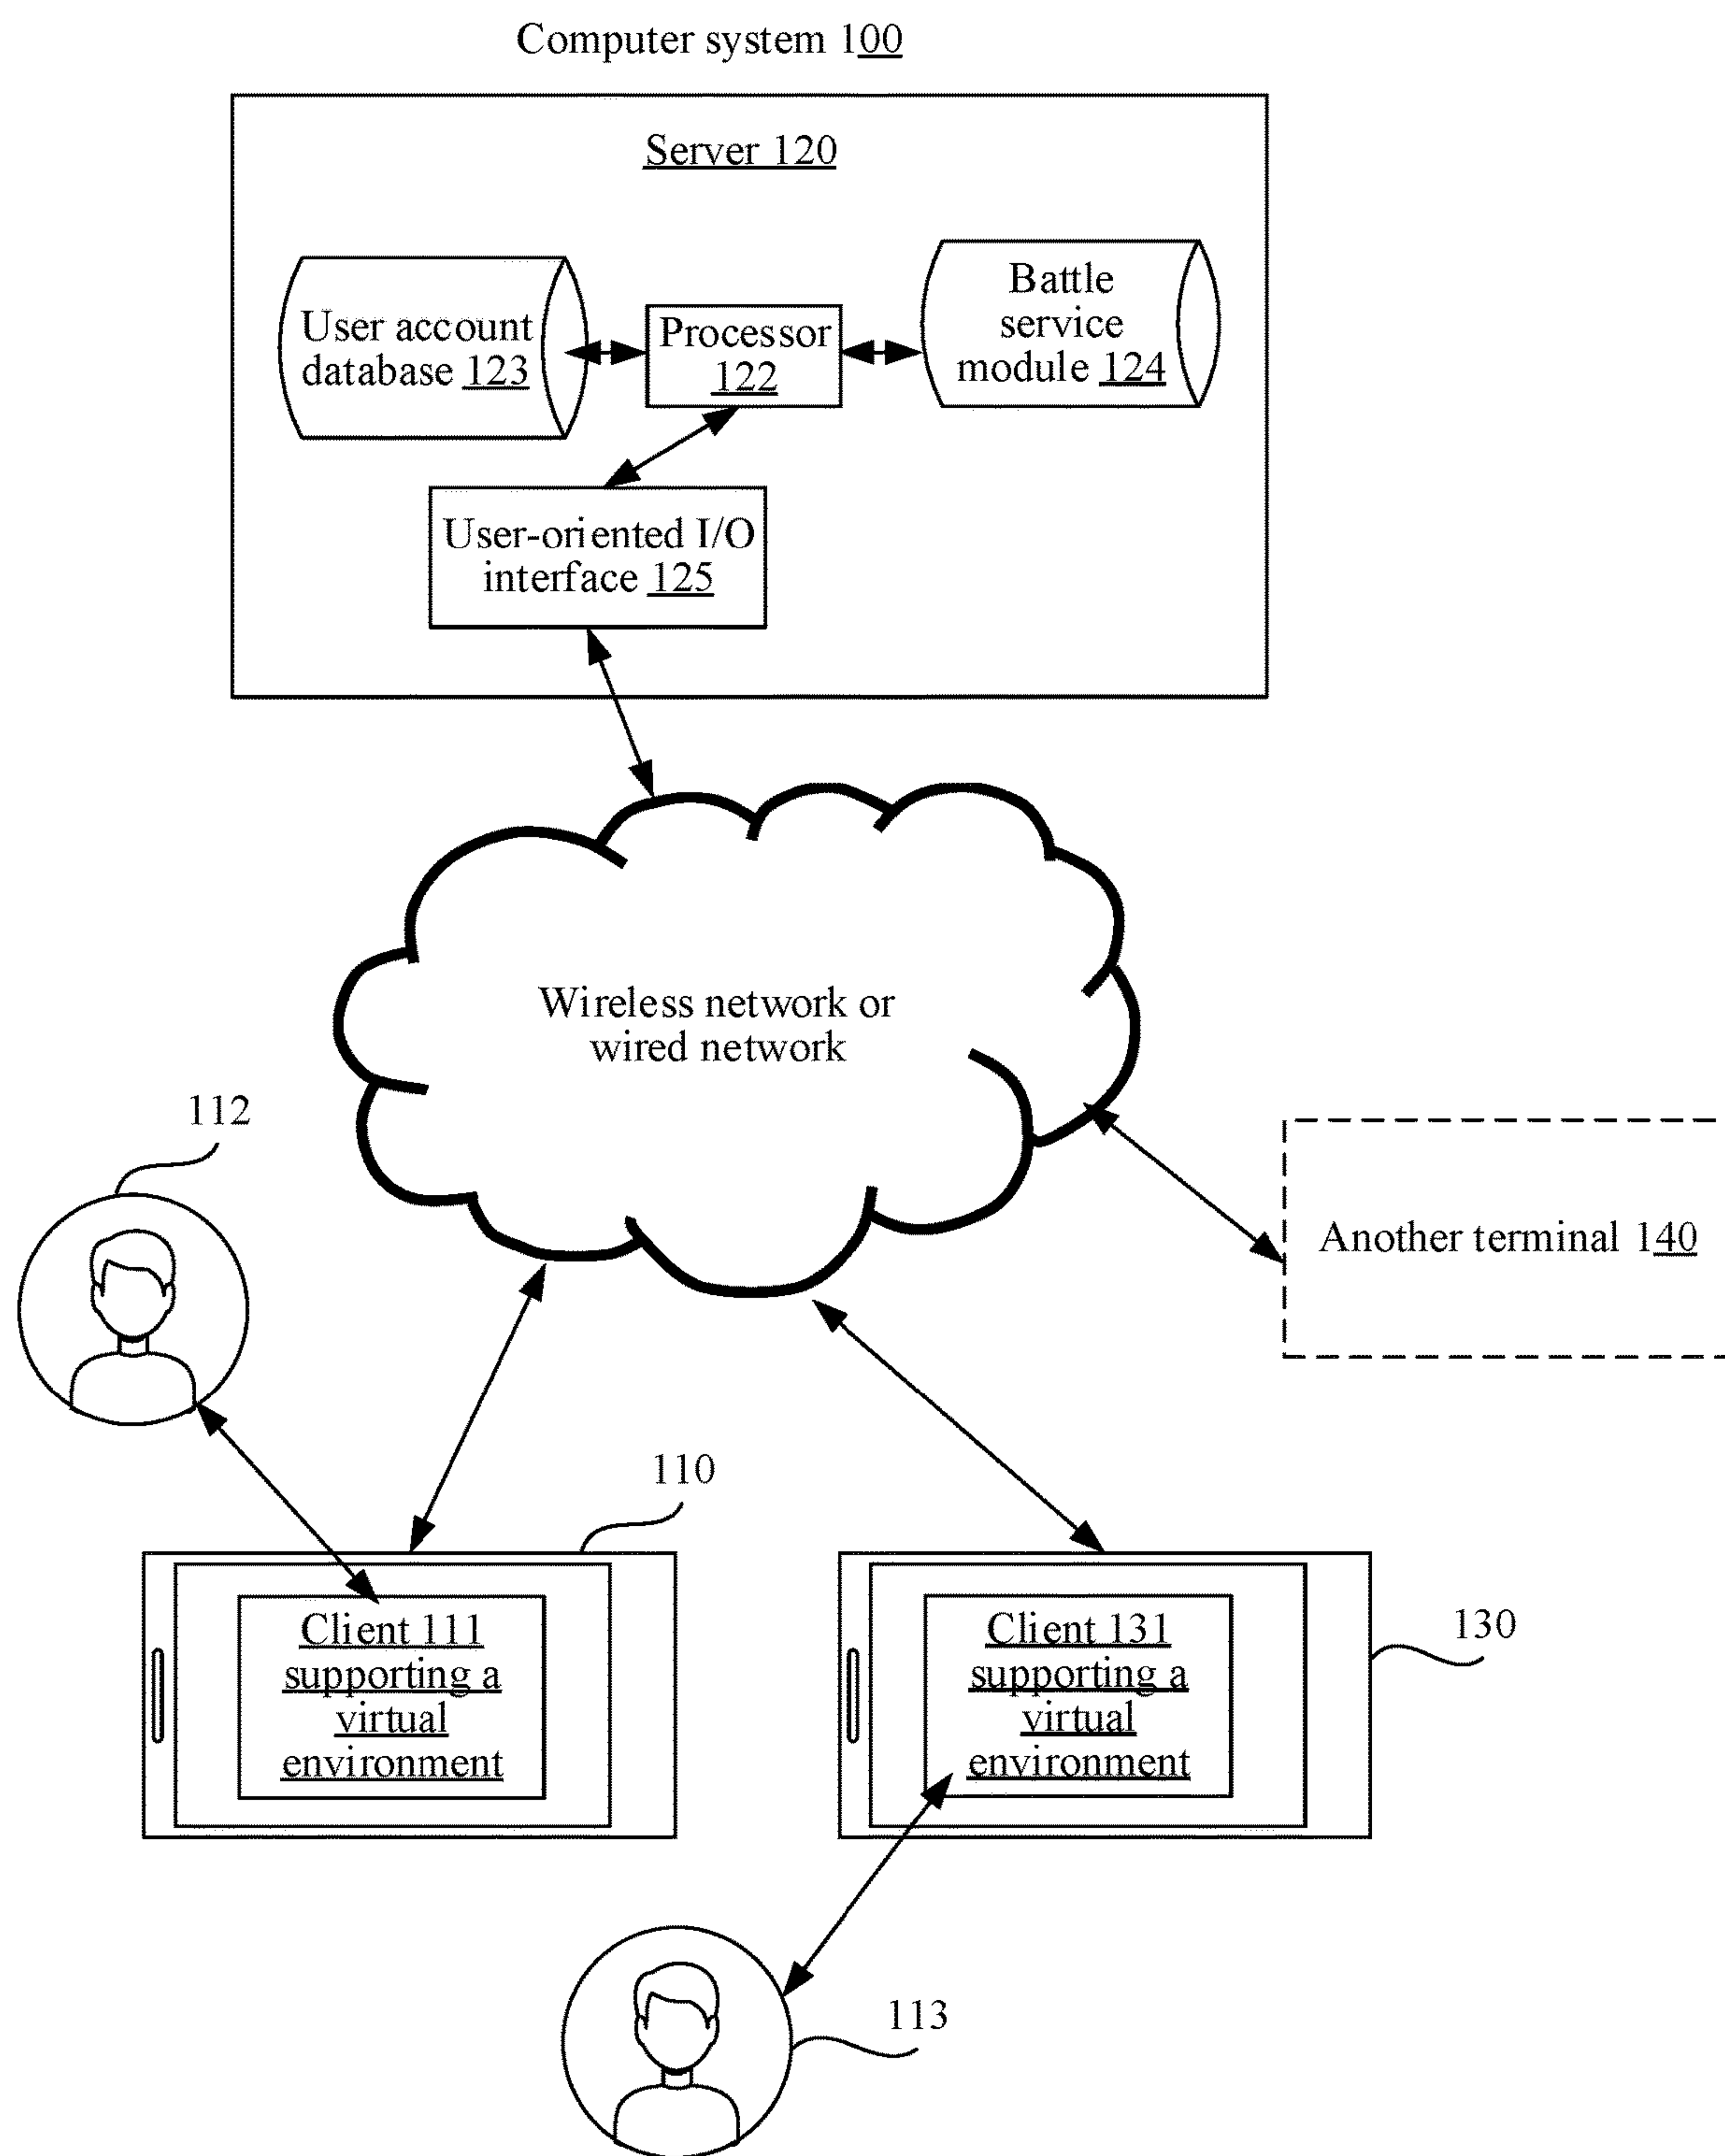 Computer system 100
Server 120
User account
database 123
Processor
122
Battle
service
module 124
User-oriented I/O
interface 125
Wireless network or
wired network
112
Another terminal 140
110
Client 111
supporting a
virtual
environment
Client 131
supporting a
virtual
environment
130
113